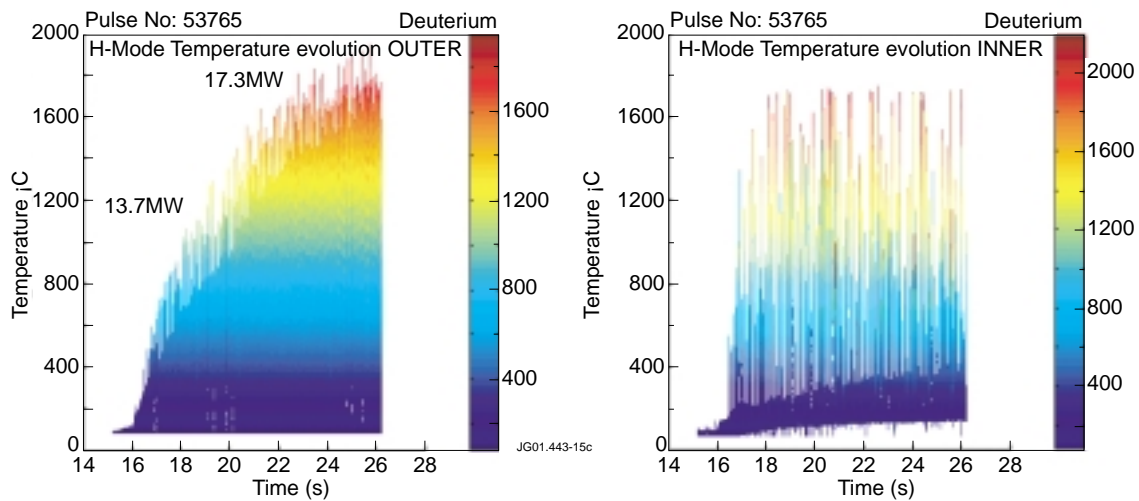 Pulse No: 53765 Deuterium
H-Mode Temperature evolution OUTER
17.3MW
13.7MW
Temperature ¡C
2000
1600
1200
800
400
0
14 16 18 20 22 24 26 28
Time (s)
1600
1200
800
400
JG01.443-15c
Pulse No: 53765 Deuterium
H-Mode Temperature evolution INNER
Temperature ¡C
2000
1600
1200
800
400
0
14 16 18 20 22 24 26 28
Time (s)
2000
1600
1200
800
400